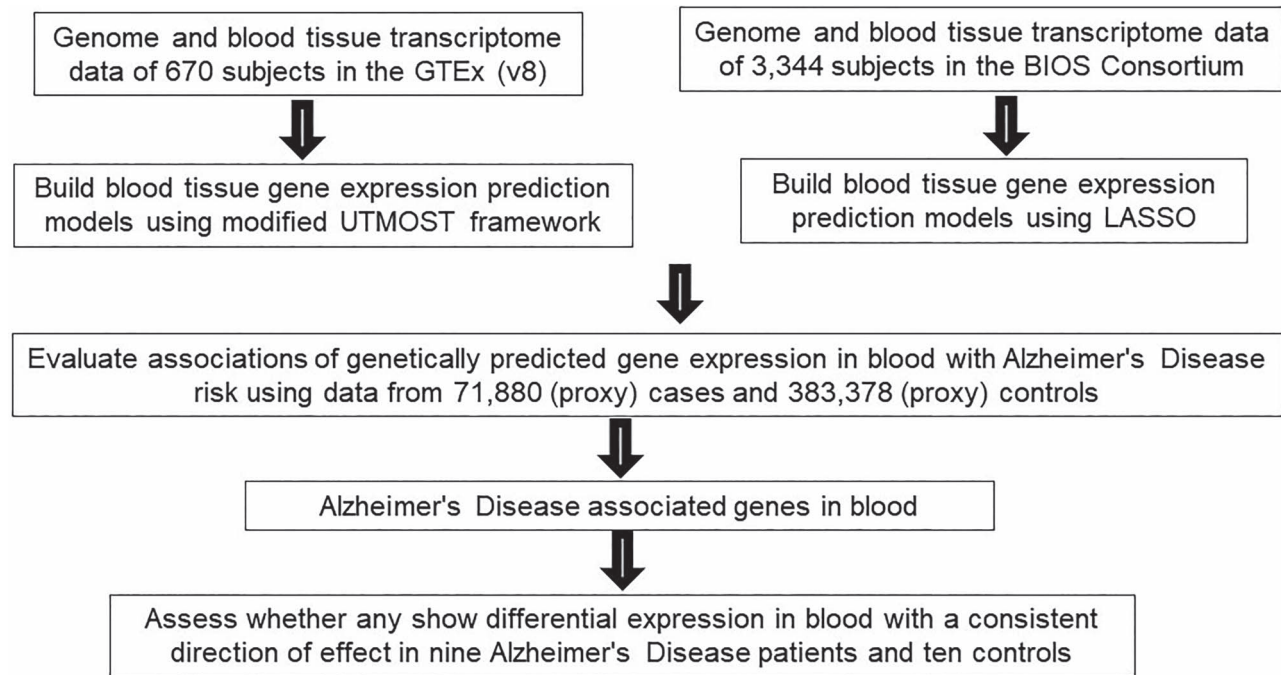 Genome and blood tissue transcriptome
data of 670 subjects in the GTEx (v8)
Genome and blood tissue transcriptome data
of 3,344 subjects in the BIOS Consortium
Build blood tissue gene expression prediction
models using modified UTMOST framework
Build blood tissue gene expression
prediction models using LASSO
Evaluate associations of genetically predicted gene expression in blood with Alzheimer's Disease
risk using data from 71,880 (proxy) cases and 383,378 (proxy) controls
Alzheimer's Disease associated genes in blood
Assess whether any show differential expression in blood with a consistent
direction of effect in nine Alzheimer's Disease patients and ten controls